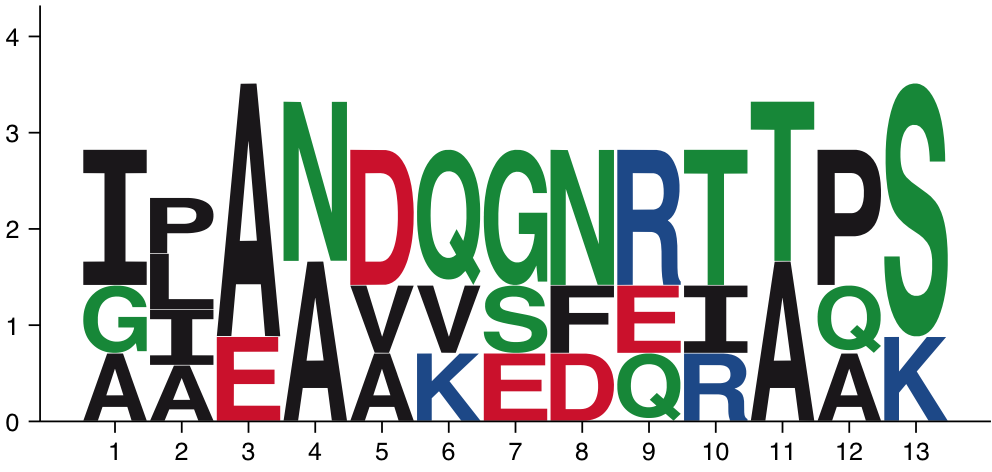 4
3
2
1
0
I P A N D Q G N R T T P S
G L E A V V S F E I A Q K
A I A K E D Q R A
A
1 2 3 4 5 6 7 8 9 10 11 12 13